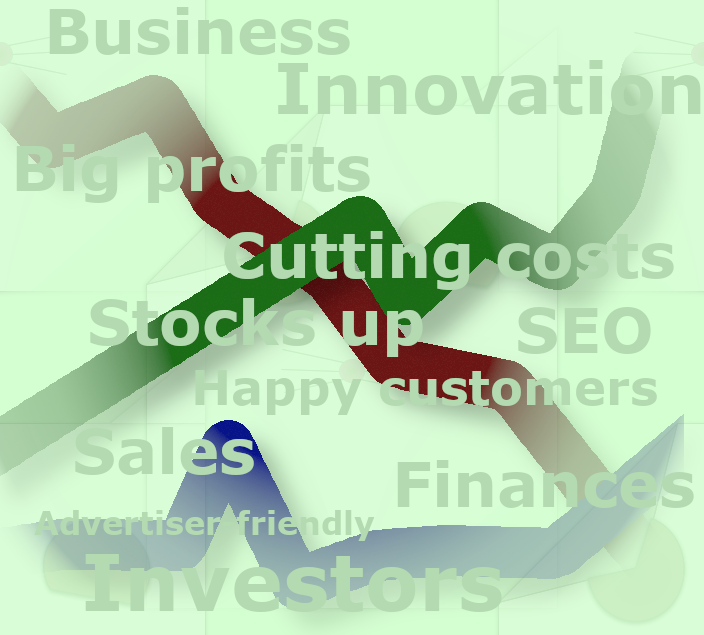 Business
Innovation
Big profits
Cutting costs
Stocks up
SEO
Happy customers
Sales
Finances
Advertiser-friendly
Investors